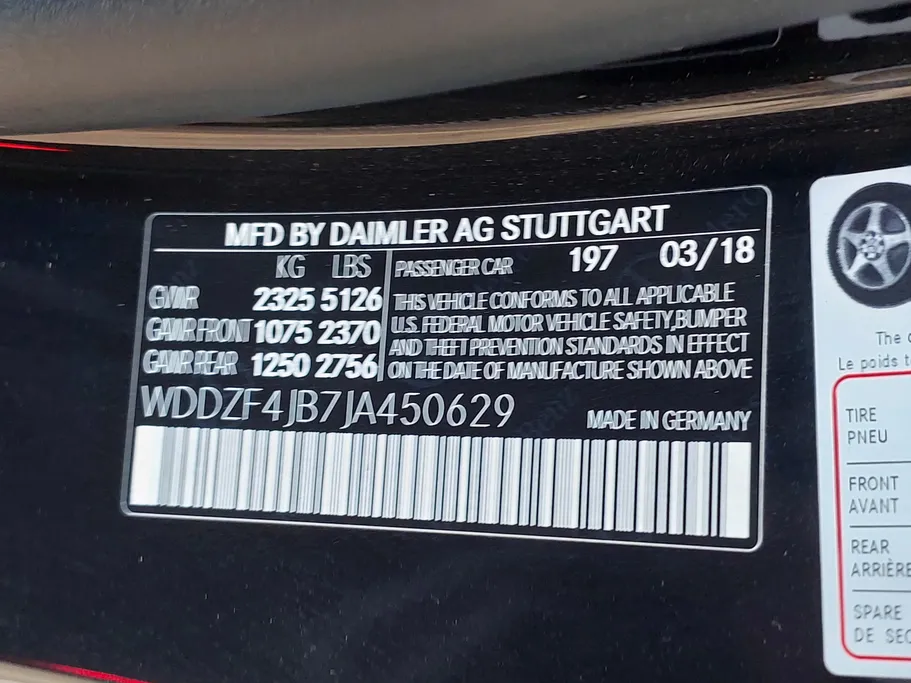 MFD BY DAIMLER AG STUTTGART
KG LBS
GVWR 2325 5126
GAWR FRONT 1075 2370
GAWR REAR 1250 2756
PASSENGER CAR 197 03/18
THIS VEHICLE CONFORMS TO ALL APPLICABLE
U.S. FEDERAL MOTOR VEHICLE SAFETY, BUMPER
AND THEFT PREVENTION STANDARDS IN EFFECT
ON THE DATE OF MANUFACTURE SHOWN ABOVE
WDDZF4JB7JA450629 MADE IN GERMANY
The
Le poids
TIRE
PNEU
FRONT
AVANT
REAR
ARRIÈRE
SPARE
DE